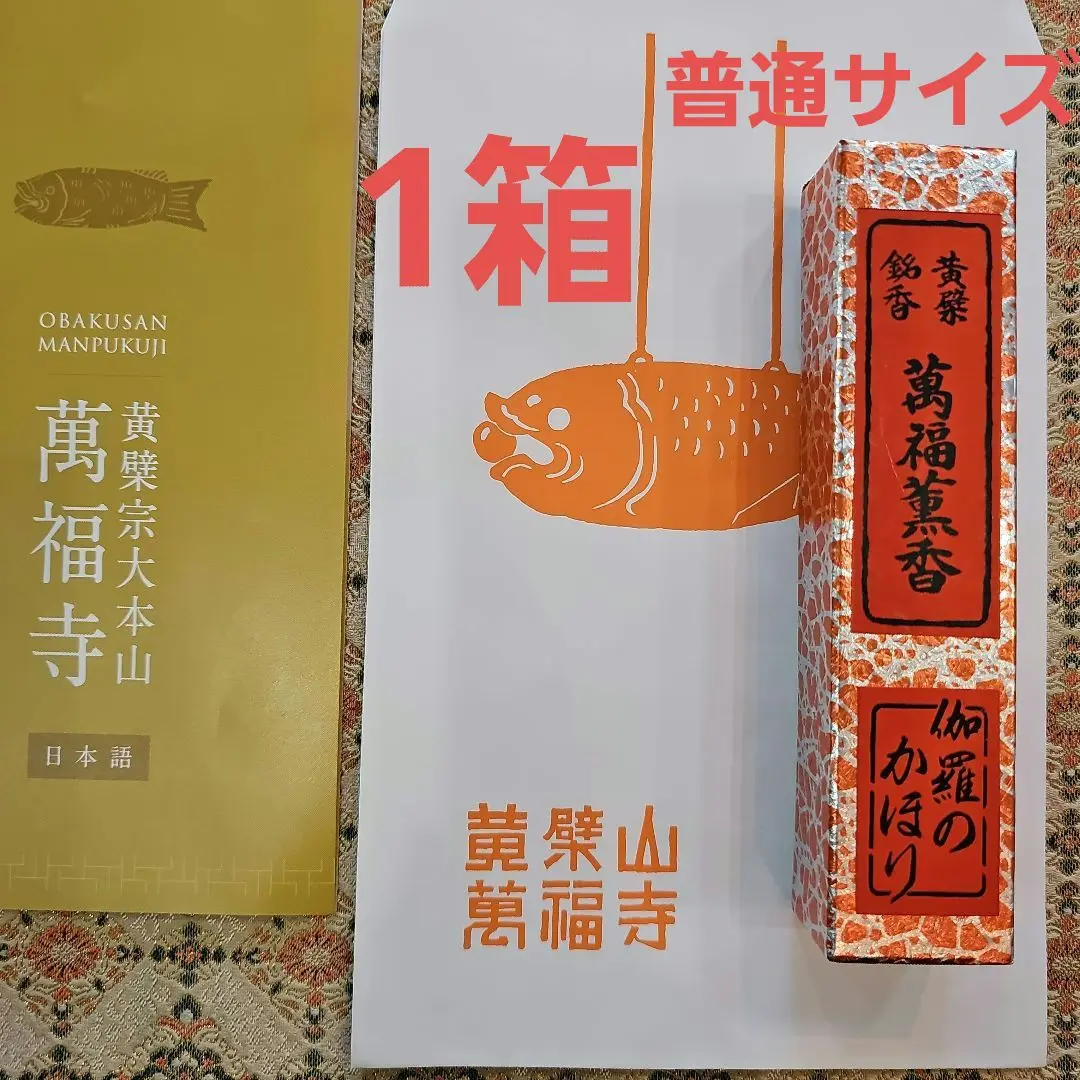 普通サイズ
1箱
OBAKUSAN
MANPUKUJI
黄檗宗大本山
萬福寺
日本語
黄檗山
萬福寺
黄檗
銘香
萬福薫香
伽羅の
かほり